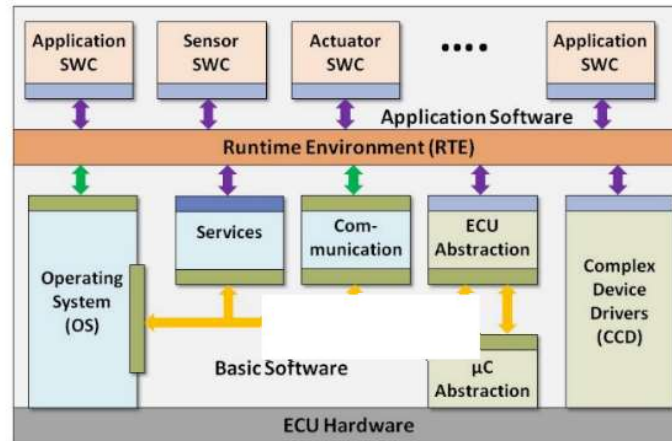 Application
SWC
Sensor
SWC
Actuator
SWC
Application
SWC
Application Software
Runtime Environment (RTE)
Services
Com-
munication
ECU
Abstraction
Operating
System
(OS)
Complex
Device
Drivers
(CCD)
Basic Software
µC
Abstraction
ECU Hardware